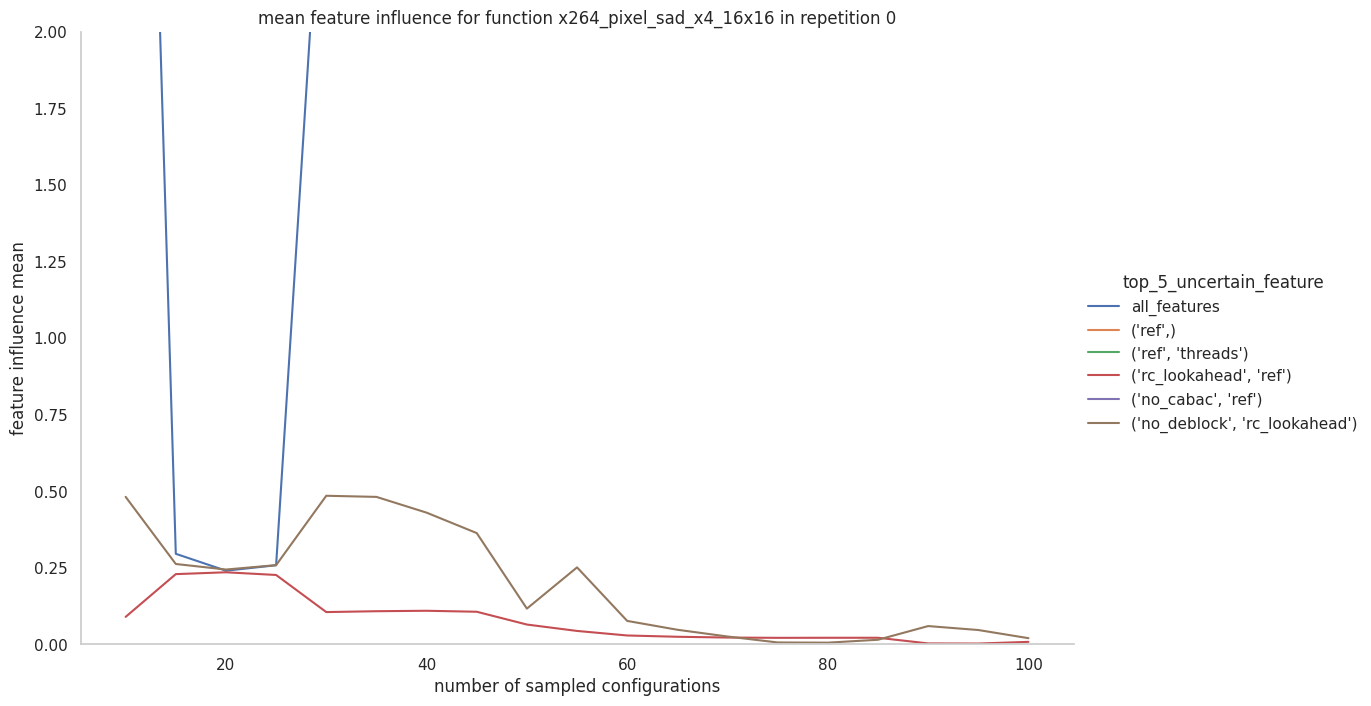 mean feature influence for function x264_pixel_sad_x4_16x16 in repetition 0
2.00
1.75
1.50
1.25
1.00
0.75
0.50
0.25
0.00
feature influence mean
20
40
60
80
100
number of sampled configurations
top_5_uncertain_feature
all_features
('ref',)
('ref', 'threads')
('rc_lookahead', 'ref')
('no_cabac', 'ref')
('no_deblock', 'rc_lookahead')